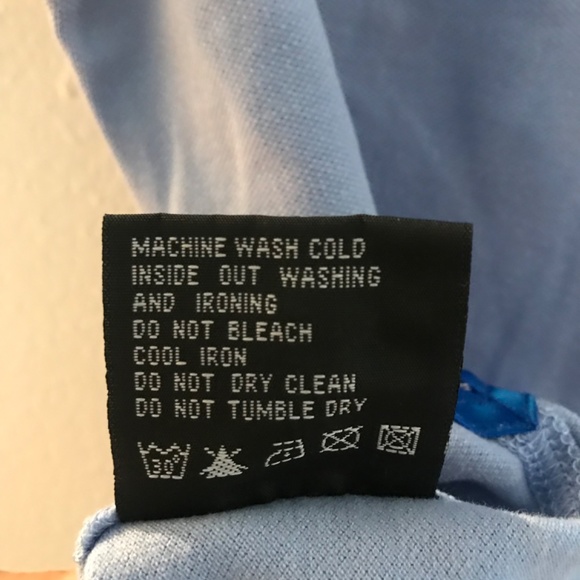 MACHINE WASH COLD
INSIDE OUT WASHING
AND IRONING
DO NOT BLEACH
COOL IRON
DO NOT DRY CLEAN
DO NOT TUMBLE DRY
30°